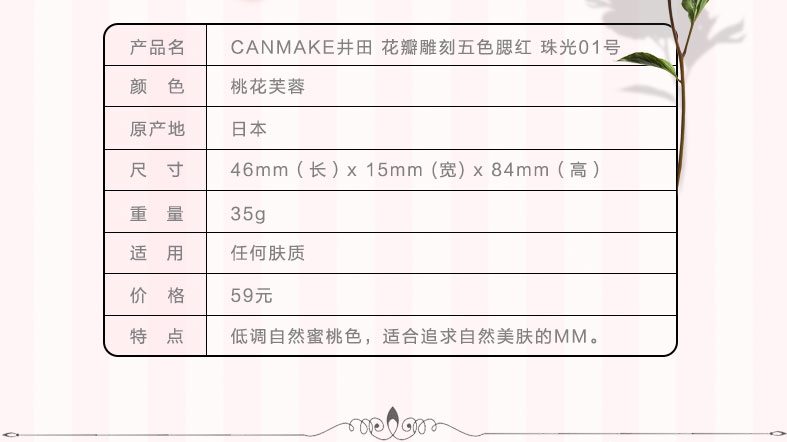 产品名 CANMAKE井田 花瓣雕刻五色腮红 珠光01号
颜 色 桃花芙蓉
原产地 日本
尺 寸 46mm（长）x 15mm (宽) x 84mm（高）
重 量 35g
适 用 任何肤质
价 格 59元
特 点 低调自然蜜桃色，适合追求自然美肤的MM。